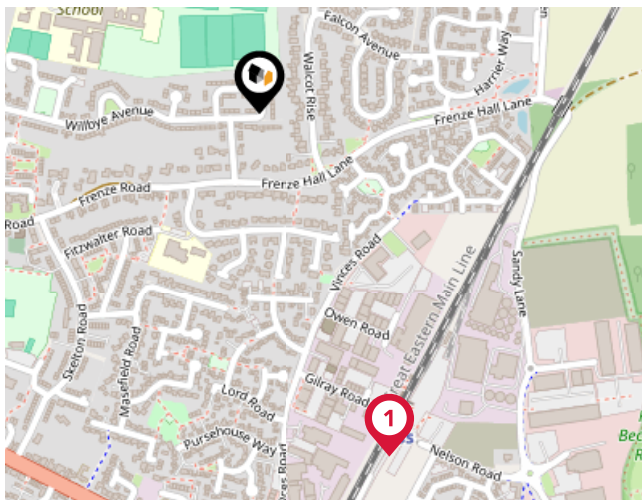 School
Falcon Avenue
Walcot Rise
Harrier Way
Willbye Avenue
Frenze Hall Lane
Frenze Hall Lane
Frenze Road
Road
Fitzwalter Road
Vinces Road
Great Eastern Main Line
Sandy Lane
Owen Road
Skelton Road
Masefield Road
Gilray Road
Lord Road
1
Pursehouse Way
Nelson Road